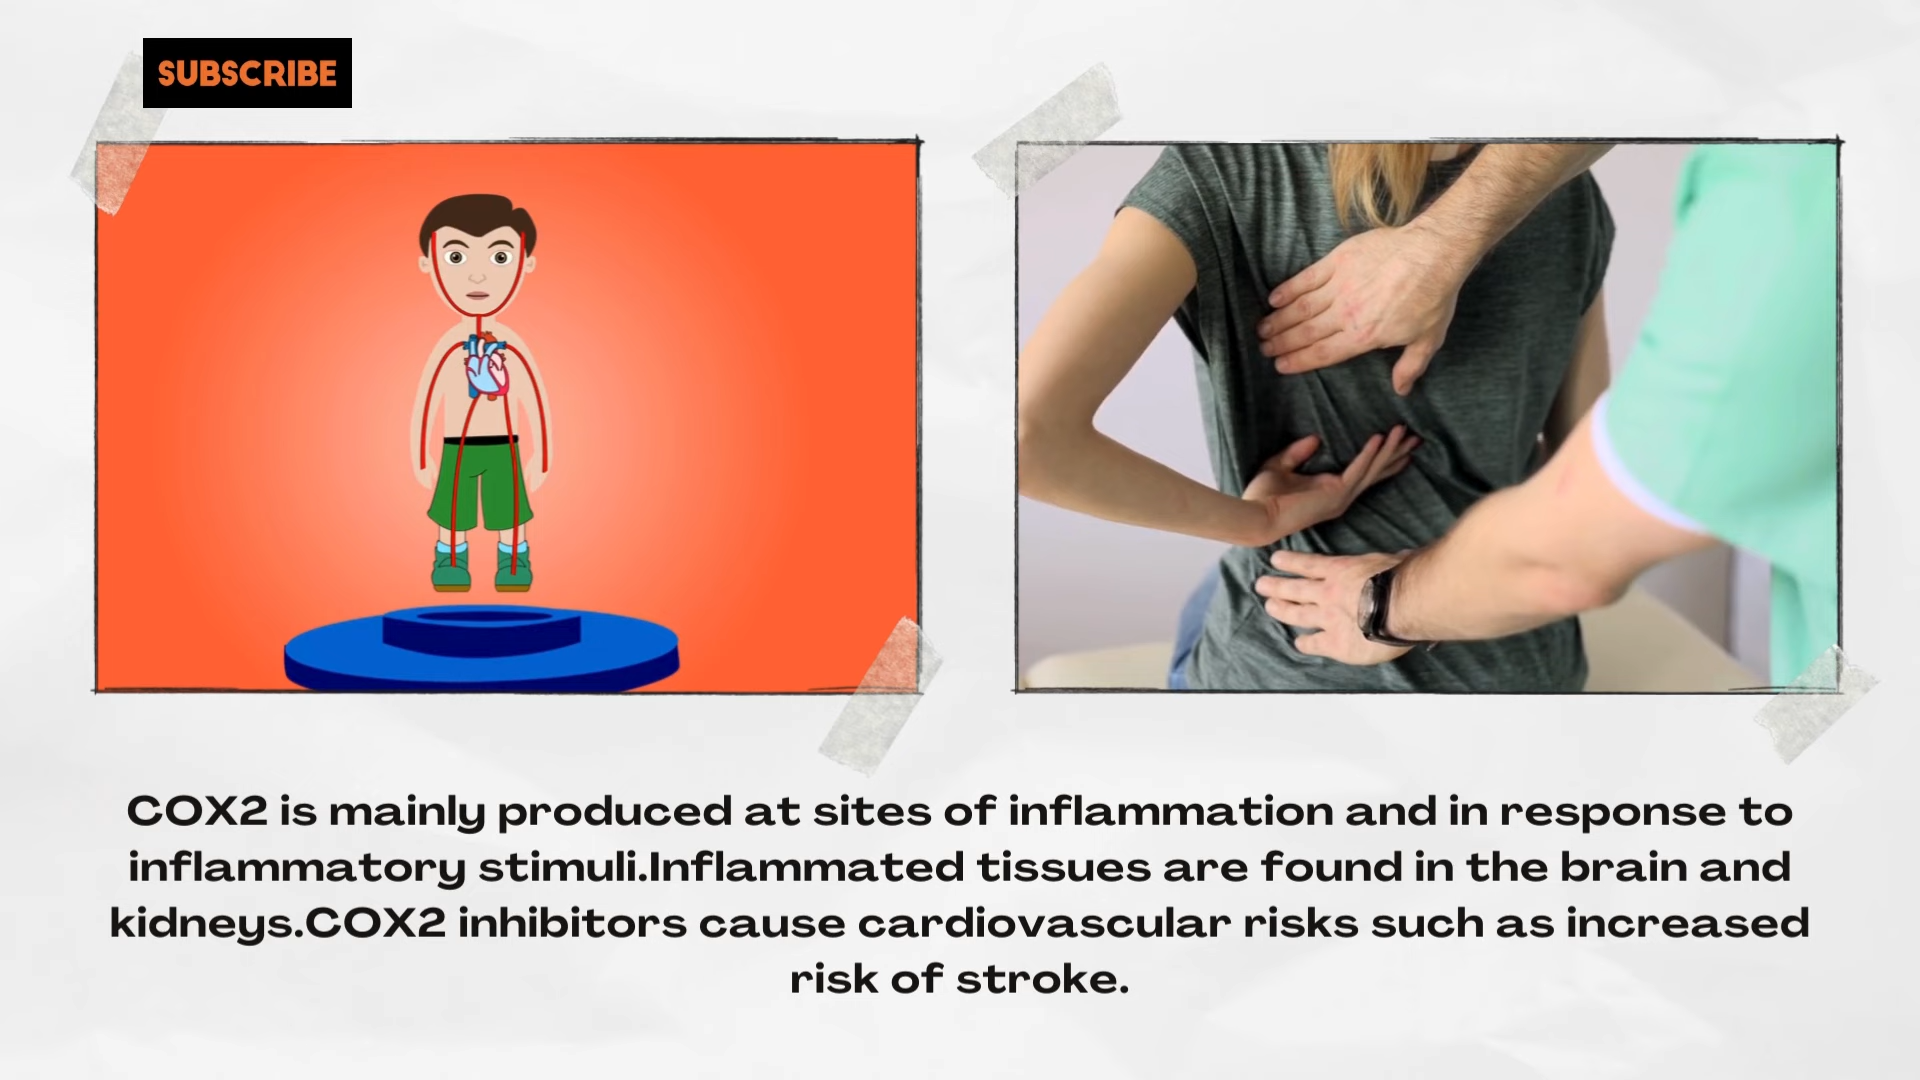 SUBSCRIBE
COX2 is mainly produced at sites of inflammation and in response to
inflammatory stimuli.Inflammated tissues are found in the brain and
kidneys.COX2 inhibitors cause cardiovascular risks such as increased
risk of stroke.